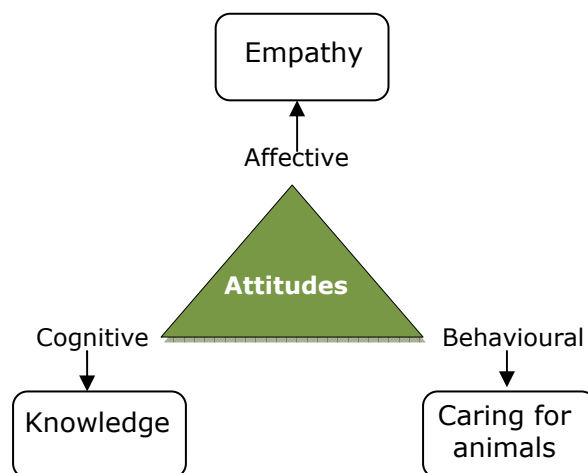 Empathy
Affective
Attitudes
Cognitive
Behavioural
Knowledge
Caring for
animals